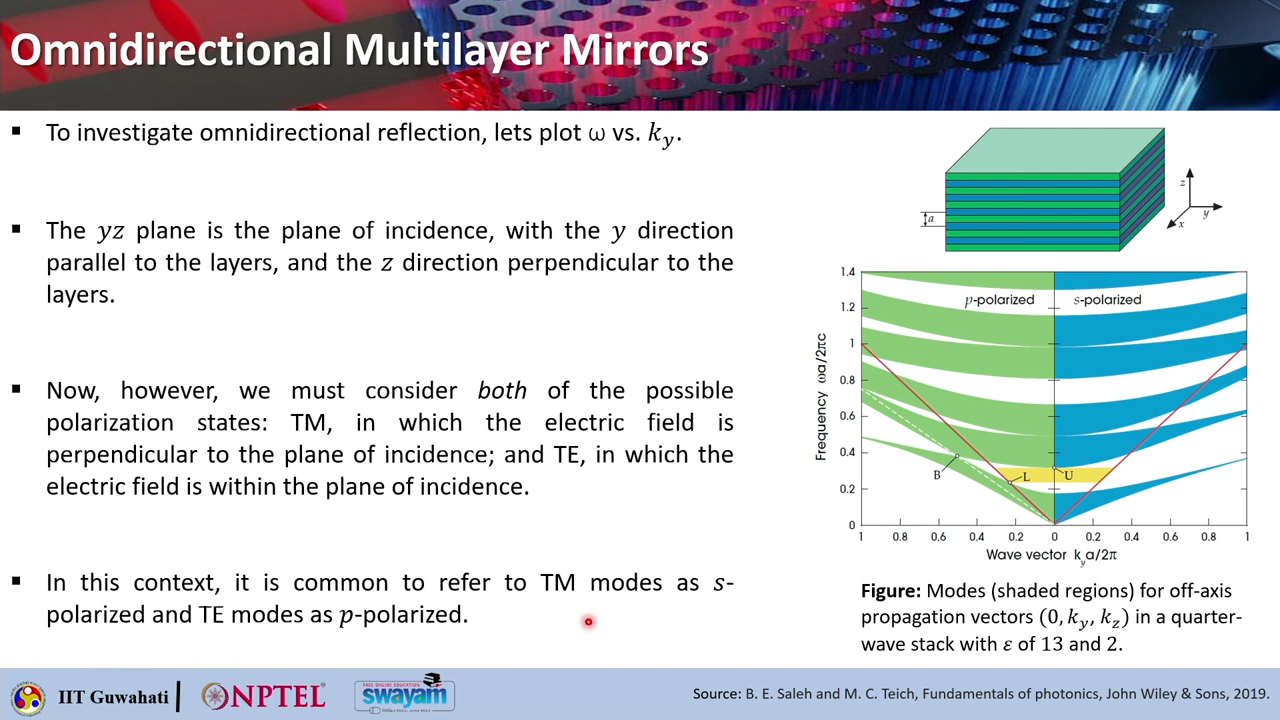 Omnidirectional Multilayer Mirrors
▪ To investigate omnidirectional reflection, lets plot ω vs. k_y.
▪ The yz plane is the plane of incidence, with the y direction
parallel to the layers, and the z direction perpendicular to the
layers.
▪ Now, however, we must consider both of the possible
polarization states: TM, in which the electric field is
perpendicular to the plane of incidence; and TE, in which the
electric field is within the plane of incidence.
▪ In this context, it is common to refer to TM modes as s-
polarized and TE modes as p-polarized.
a
z
y
x
1.4
1.2
1
0.8
0.6
0.4
0.2
0
Frequency ωa/2πc
p-polarized
s-polarized
B
L
U
1 0.8 0.6 0.4 0.2 0 0.2 0.4 0.6 0.8 1
Wave vector k_y a/2π
Figure: Modes (shaded regions) for off-axis
propagation vectors (0, k_y, k_z) in a quarter-
wave stack with ε of 13 and 2.
IIT Guwahati
NPTEL
FREE ONLINE EDUCATION
swayam
Source: B. E. Saleh and M. C. Teich, Fundamentals of photonics, John Wiley & Sons, 2019.